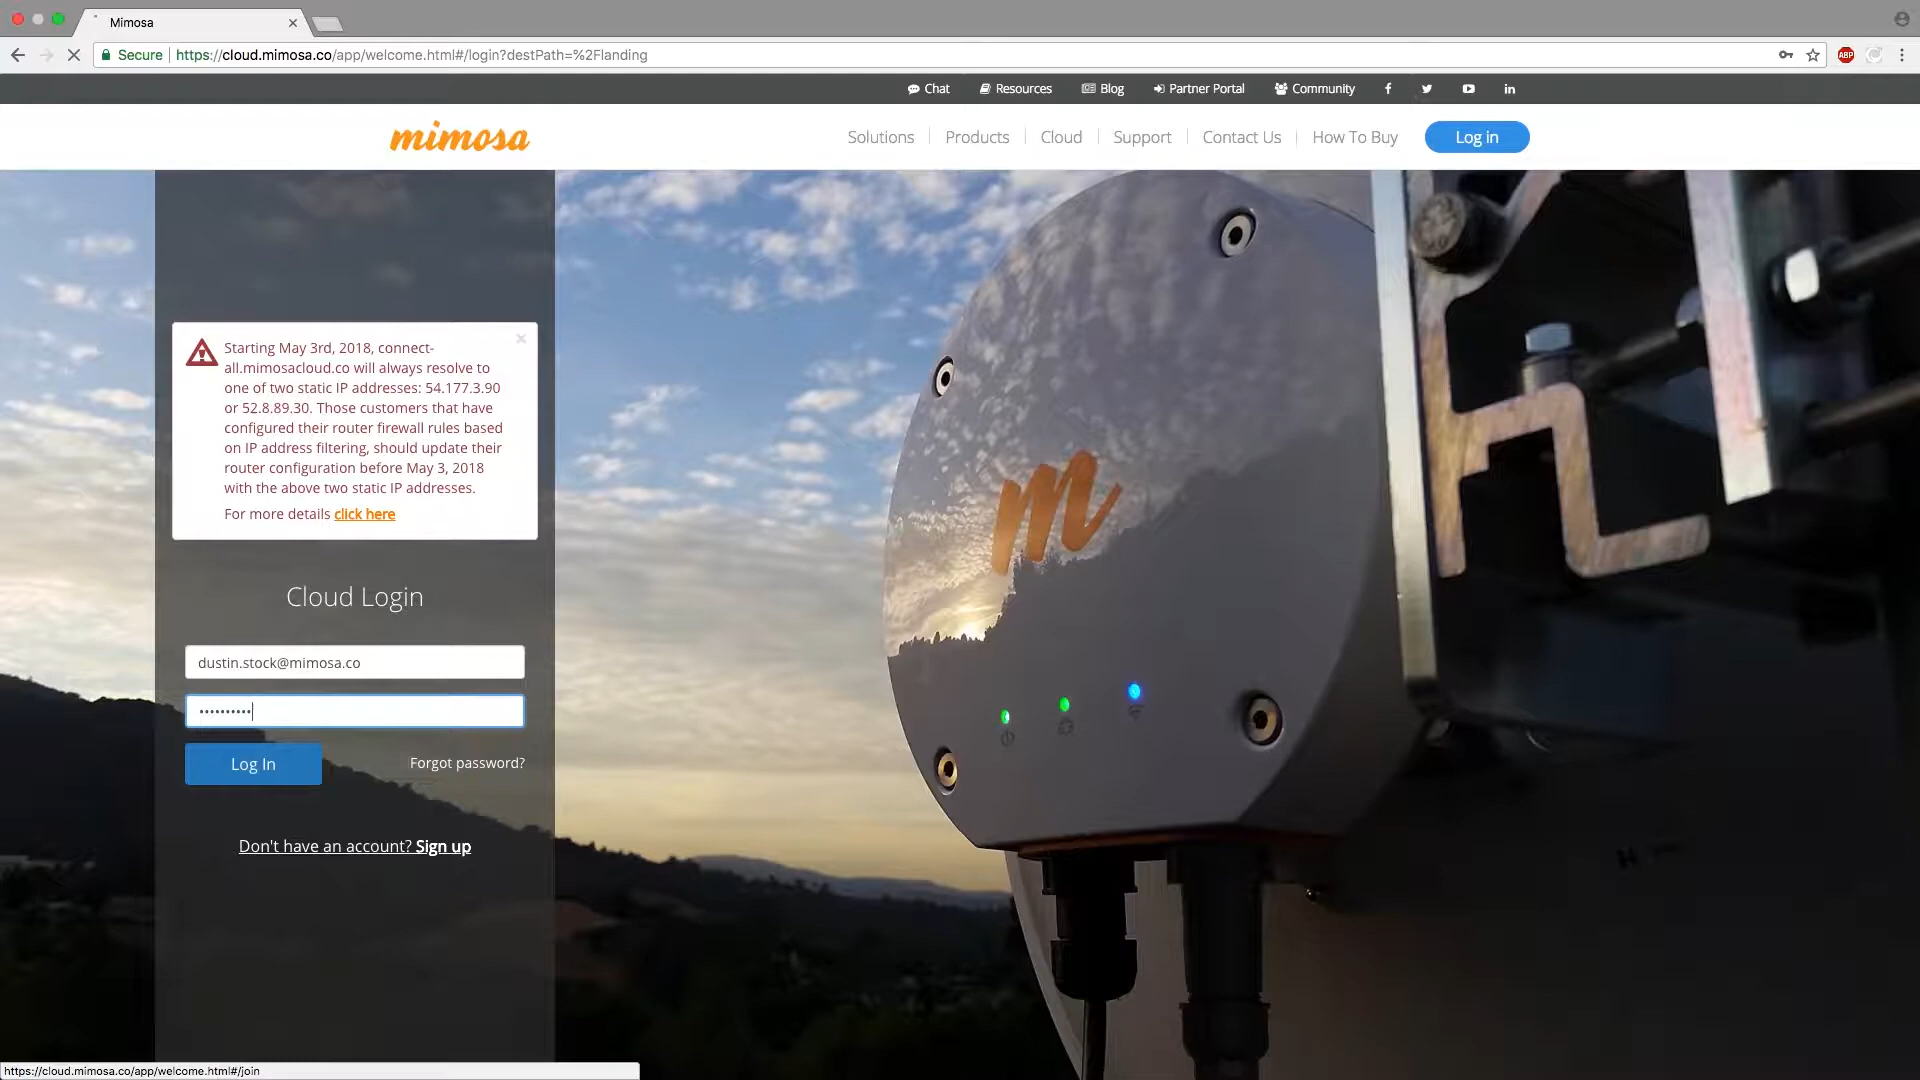 Mimosa
Secure https://cloud.mimosa.co/app/welcome.html#/login?destPath=%2Flanding
ABP
Chat Resources Blog Partner Portal Community
mimosa Solutions Products Cloud Support Contact Us How To Buy Log in
Starting May 3rd, 2018, connect-
all.mimosacloud.co will always resolve to
one of two static IP addresses: 54.177.3.90
or 52.8.89.30. Those customers that have
configured their router firewall rules based
on IP address filtering, should update their
router configuration before May 3, 2018
with the above two static IP addresses.
For more details click here
m
Cloud Login
dustin.stock@mimosa.co
••••••••••
Log In Forgot password?
Don't have an account? Sign up
https://cloud.mimosa.co/app/welcome.html#/join